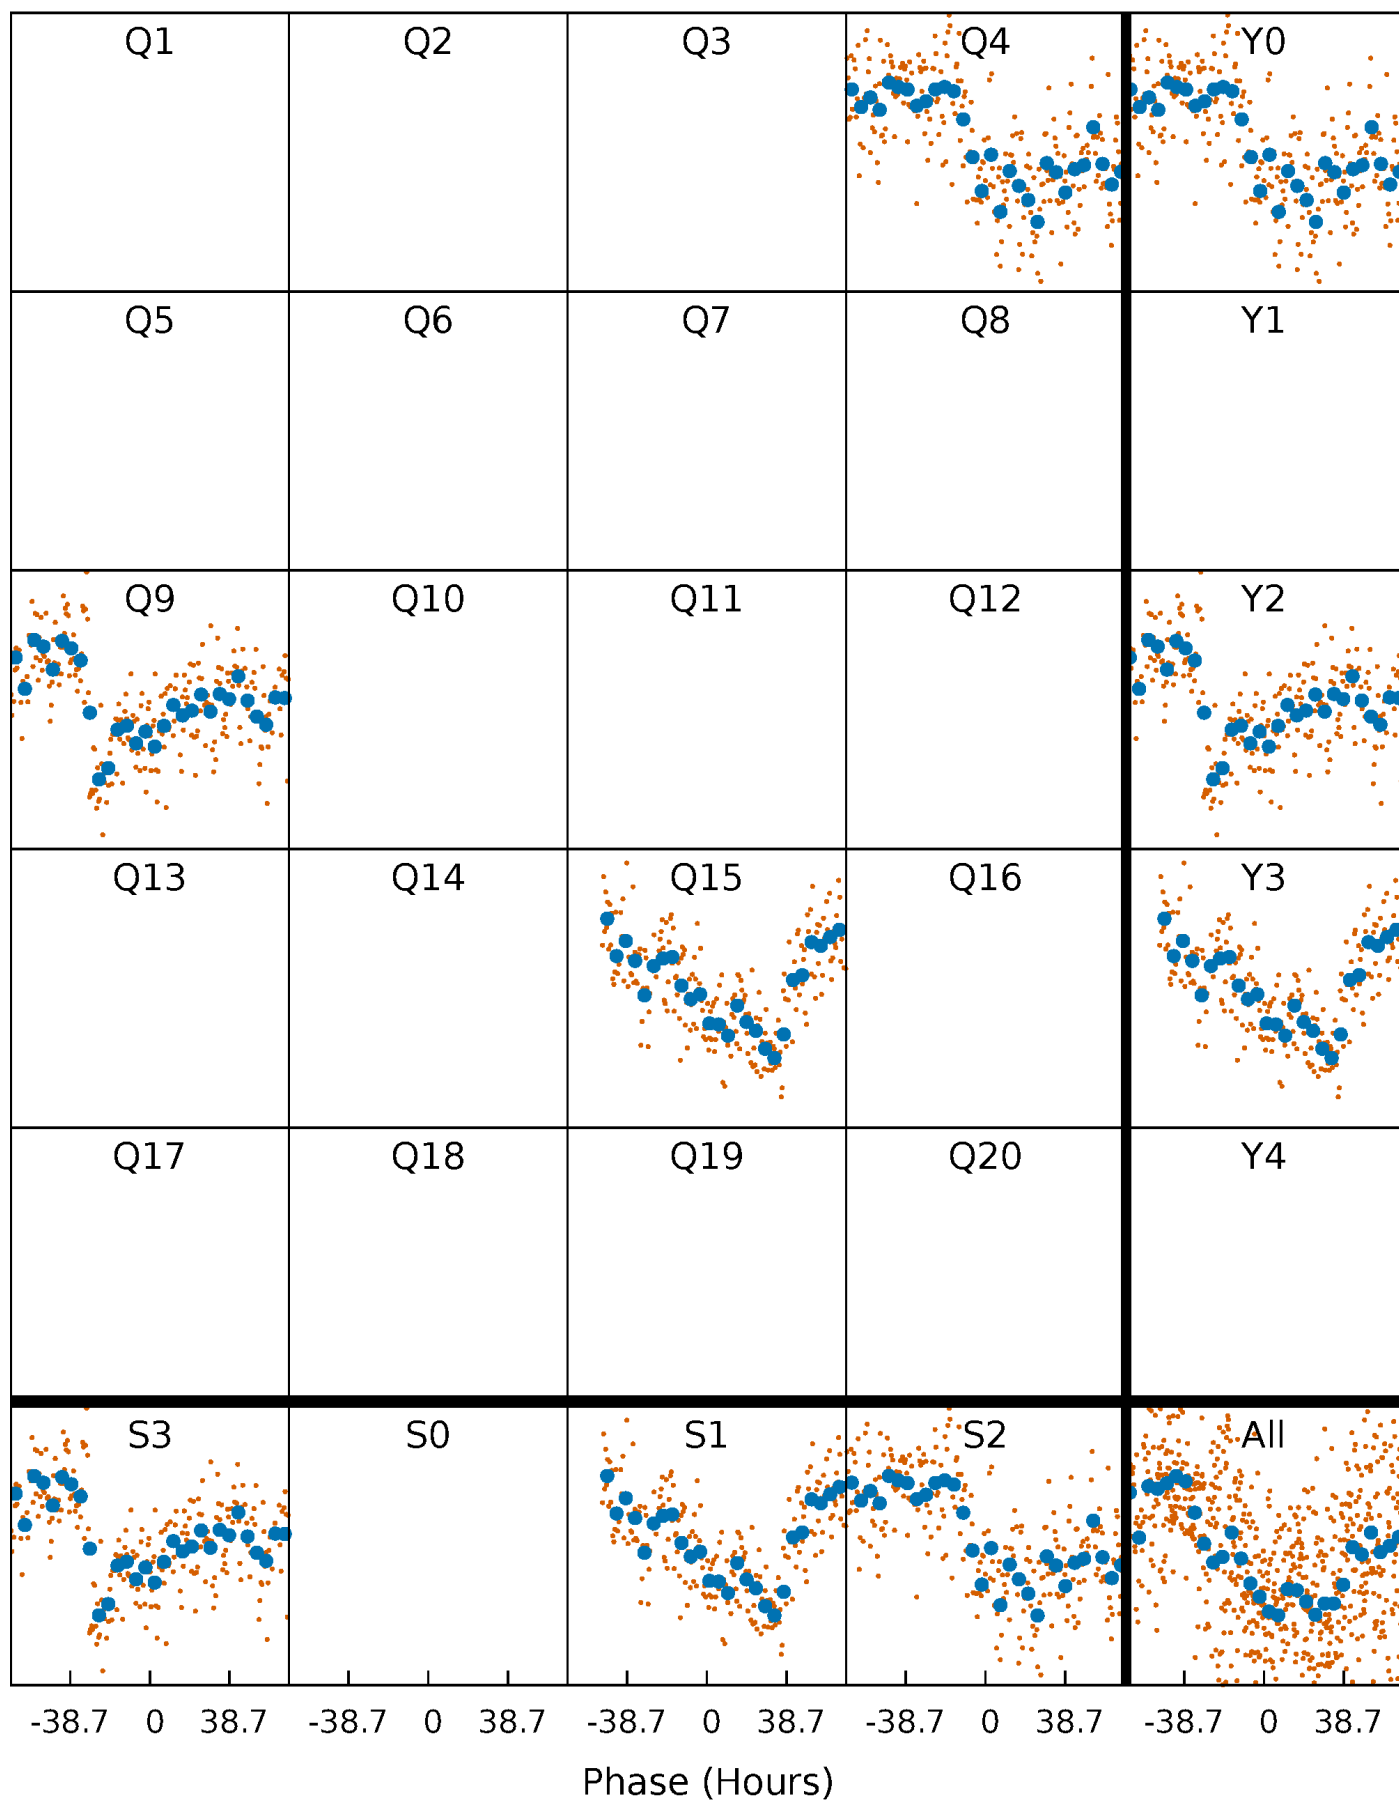 Q1 Q2 Q3 Q4 Y0
Q5 Q6 Q7 Q8 Y1
Q9 Q10 Q11 Q12 Y2
Q13 Q14 Q15 Q16 Y3
Q17 Q18 Q19 Q20 Y4
S3 S0 S1 S2 All
-38.7 0 38.7 -38.7 0 38.7 -38.7 0 38.7 -38.7 0 38.7 -38.7 0 38.7
Phase (Hours)